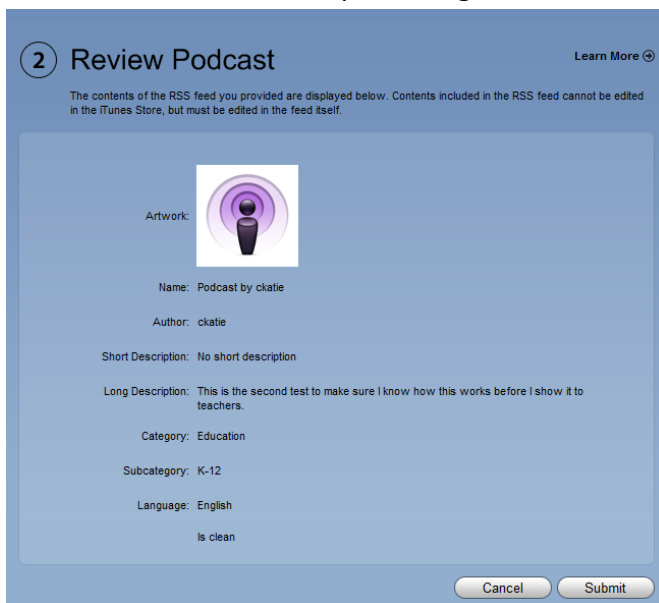 2 Review Podcast
Learn More
The contents of the RSS feed you provided are displayed below. Contents included in the RSS feed cannot be edited
in the iTunes Store, but must be edited in the feed itself.
Artwork:
Name: Podcast by ckatie
Author: ckatie
Short Description: No short description
Long Description: This is the second test to make sure I know how this works before I show it to
teachers.
Category: Education
Subcategory: K-12
Language: English
Is clean
Cancel Submit